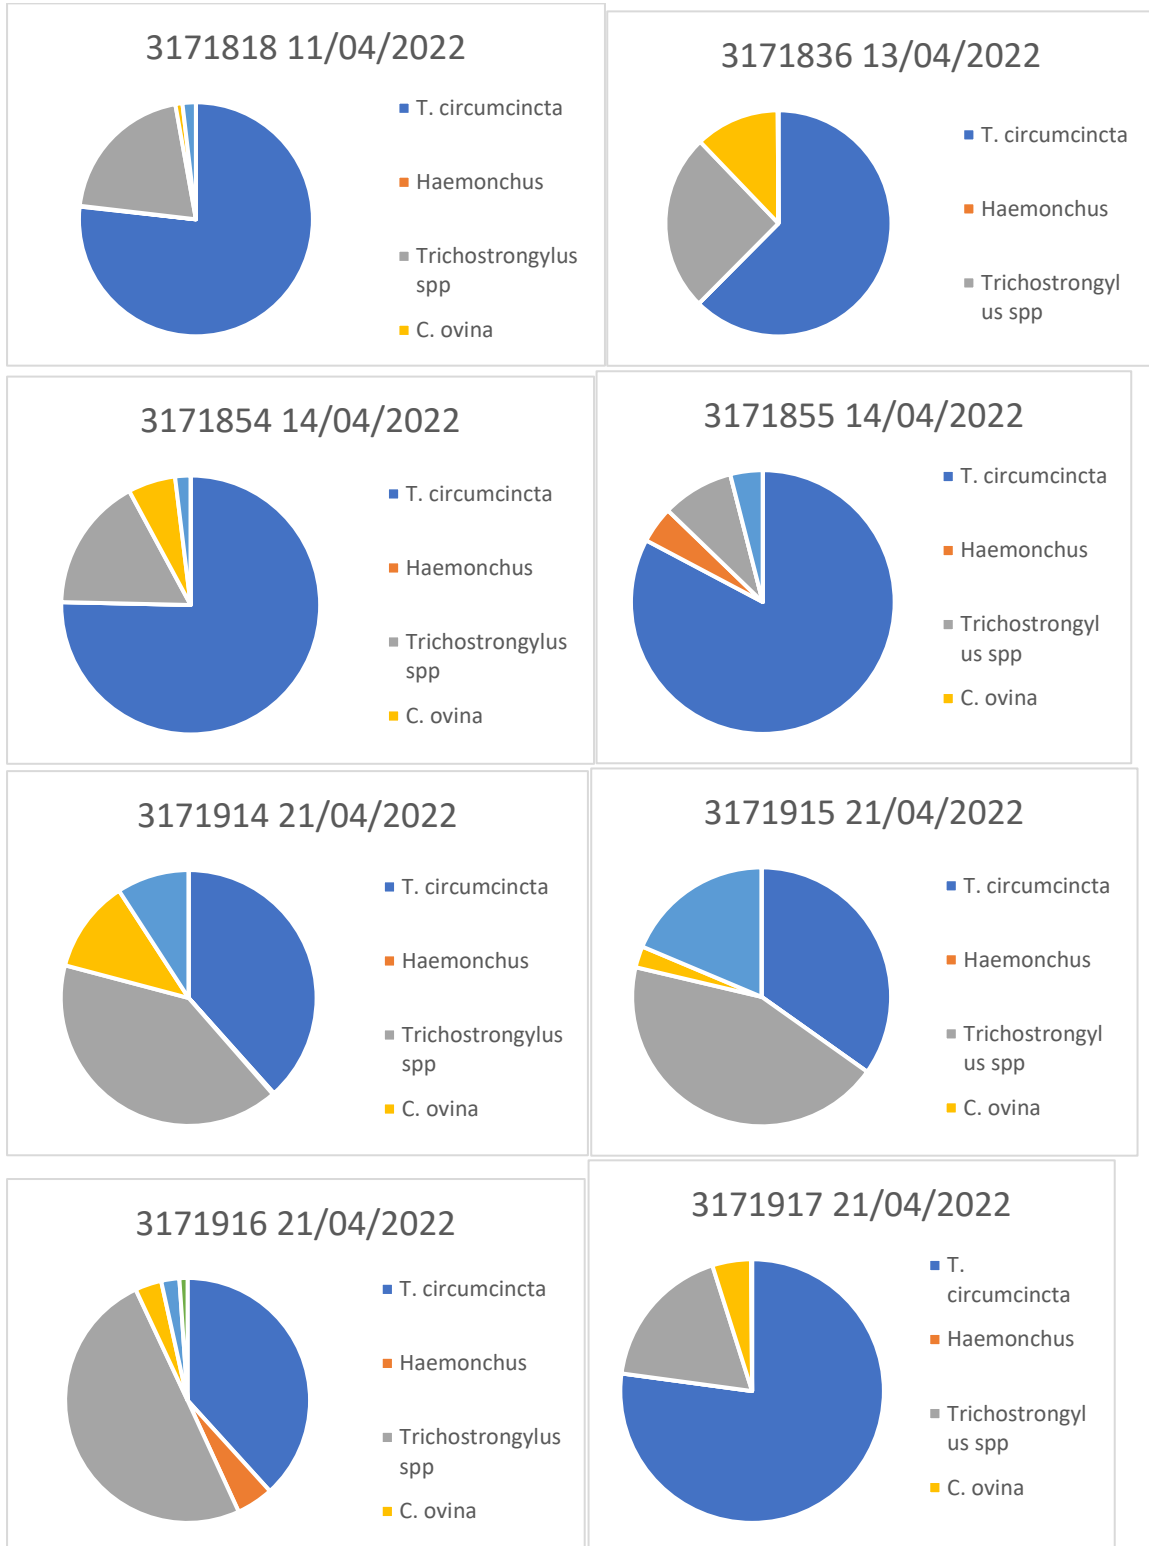 3171818 11/04/2022
T. circumcincta
Haemonchus
Trichostrongylus
spp
C. ovina
3171836 13/04/2022
T. circumcincta
Haemonchus
Trichostrongyl
us spp
3171854 14/04/2022
T. circumcincta
Haemonchus
Trichostrongylus
spp
C. ovina
3171855 14/04/2022
T. circumcincta
Haemonchus
Trichostrongyl
us spp
C. ovina
3171914 21/04/2022
T. circumcincta
Haemonchus
Trichostrongylus
spp
C. ovina
3171915 21/04/2022
T. circumcincta
Haemonchus
Trichostrongyl
us spp
C. ovina
3171916 21/04/2022
T. circumcincta
Haemonchus
Trichostrongylus
spp
C. ovina
3171917 21/04/2022
T.
circumcincta
Haemonchus
Trichostrongyl
us spp
C. ovina